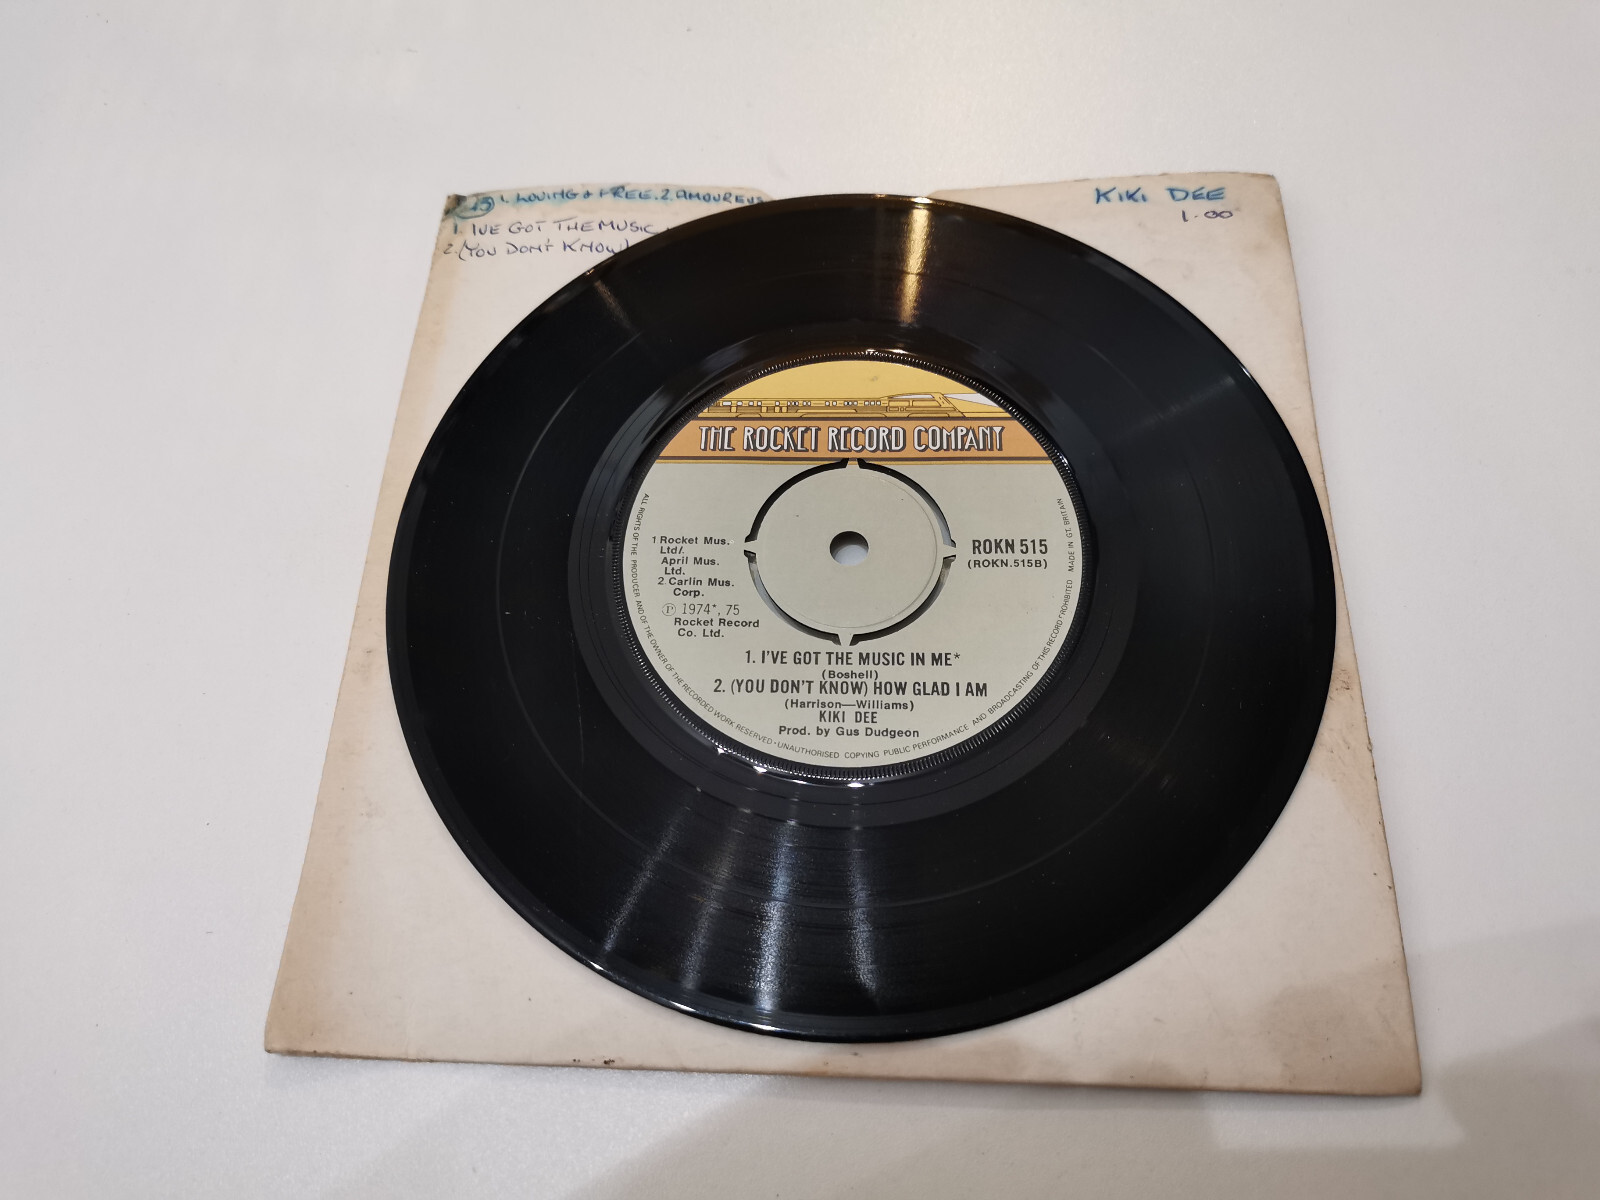 1. LOVING & FREE. 2. AMOUREUS
1. IVE GOT THE MUSIC
2. (YOU DON'T KNOW)
KIKI DEE
1.00
THE ROCKET RECORD COMPANY
1 Rocket Mus.
Ltd/.
April Mus.
Ltd.
2. Carlin Mus.
Corp.
Ⓟ 1974*, 75
Rocket Record
Co. Ltd.
ROKN 515
(ROKN.515B)
1. I'VE GOT THE MUSIC IN ME*
(Boshell)
2. (YOU DON'T KNOW) HOW GLAD I AM
(Harrison—Williams)
KIKI DEE
Prod. by Gus Dudgeon
ALL RIGHTS OF THE PRODUCER AND OF THE OWNER OF THE RECORDED WORK RESERVED • UNAUTHORISED COPYING PUBLIC PERFORMANCE AND BROADCASTING OF THIS RECORD PROHIBITED MADE IN GT. BRITAIN